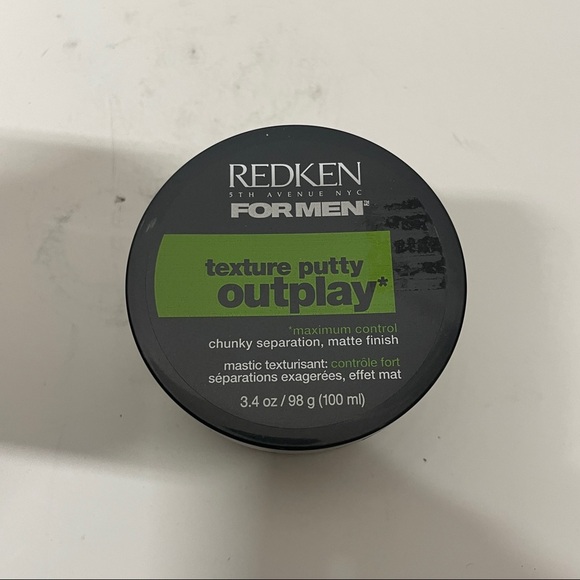 REDKEN
5TH AVENUE NYC
FOR MEN™
texture putty
outplay*
*maximum control
chunky separation, matte finish
mastic texturisant: contrôle fort
séparations exagerées, effet mat
3.4 oz / 98 g (100 ml)